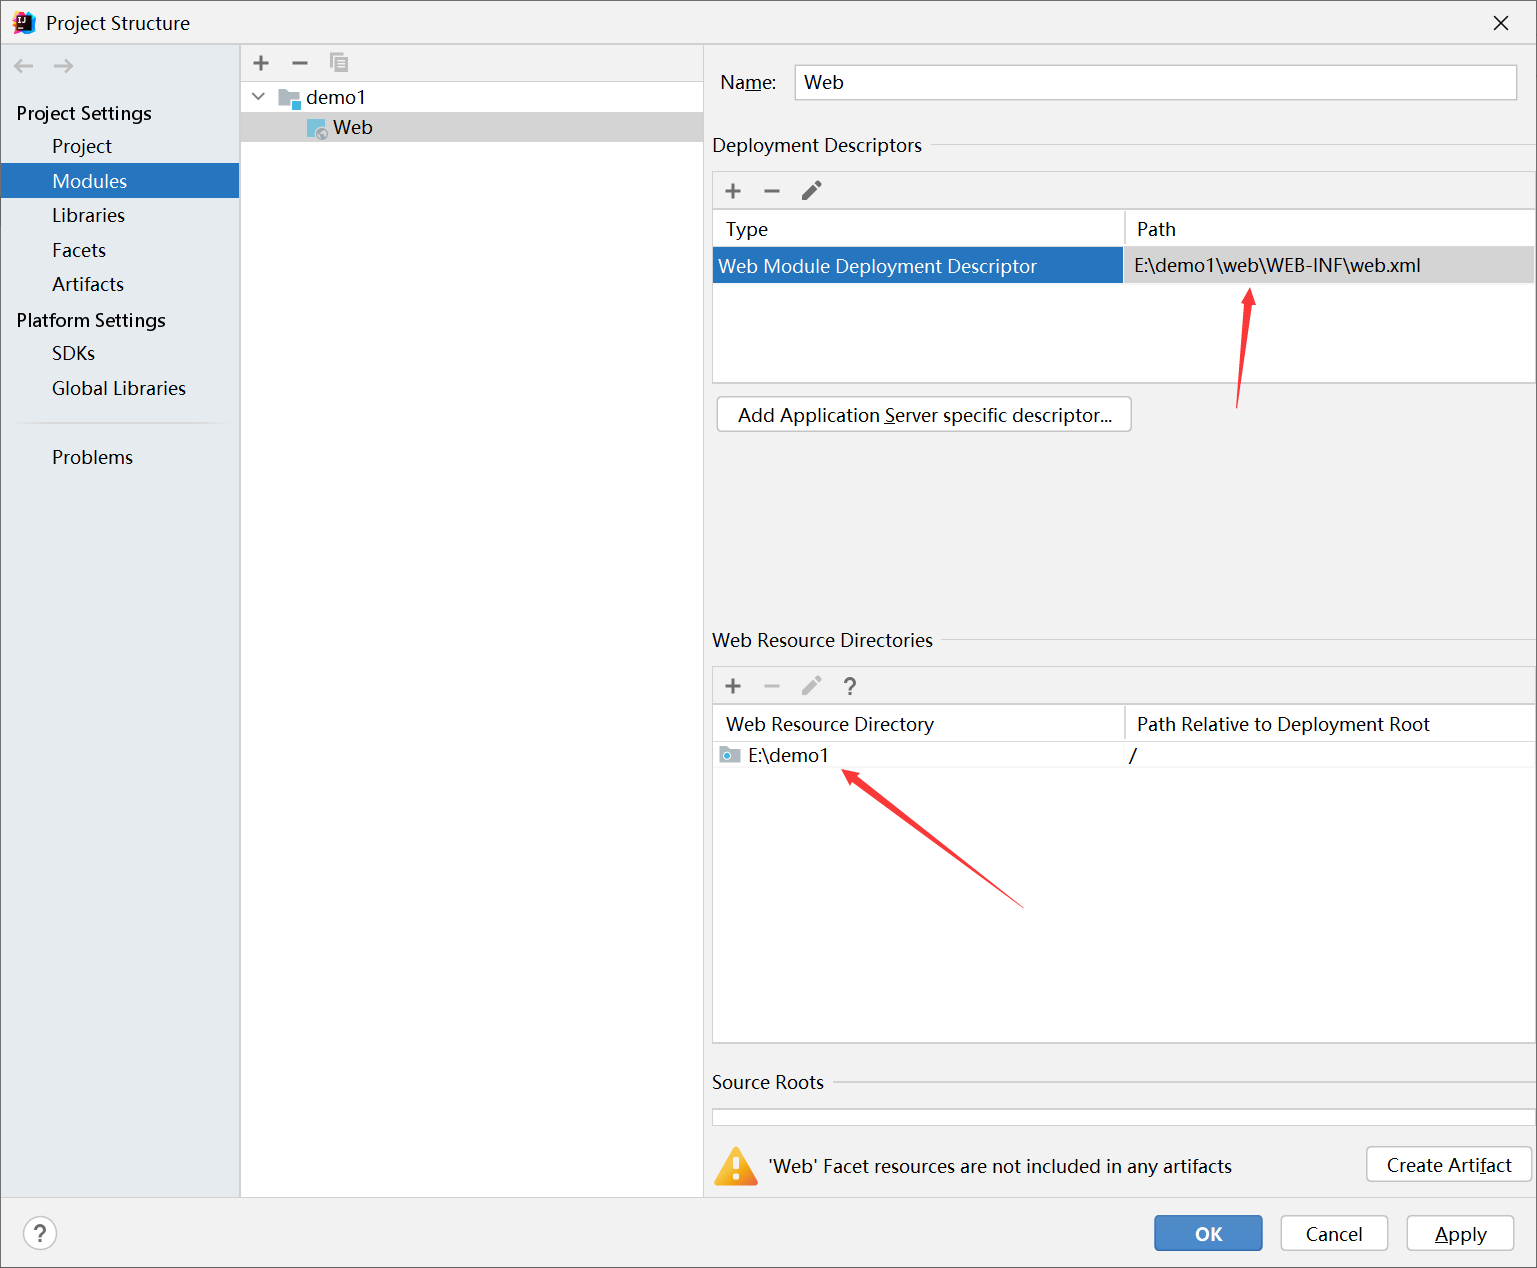 Project Structure
Project Settings
Project
Modules
Libraries
Facets
Artifacts
Platform Settings
SDKs
Global Libraries
Problems
demo1
Web
Name: Web
Deployment Descriptors
Type Path
Web Module Deployment Descriptor E:\demo1\web\WEB-INF\web.xml
Add Application Server specific descriptor...
Web Resource Directories
?
Web Resource Directory Path Relative to Deployment Root
E:\demo1 /
Source Roots
'Web' Facet resources are not included in any artifacts Create Artifact
? OK Cancel Apply